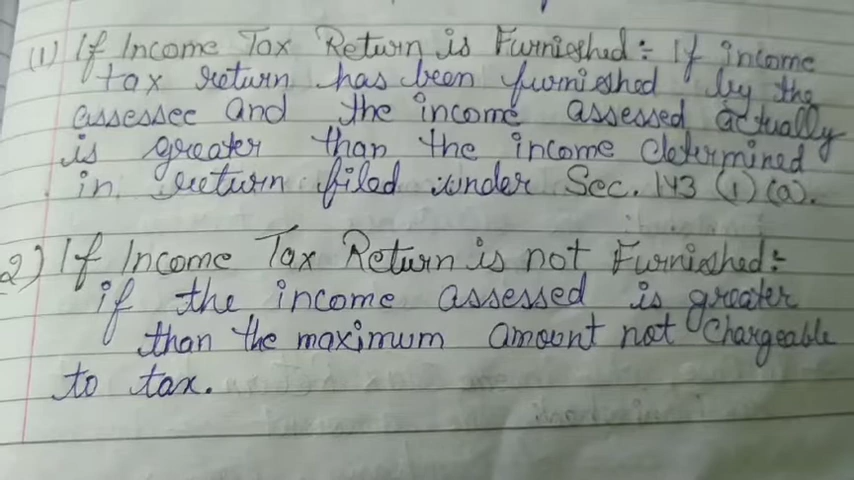 (1) If Income Tax Return is Furnished :- If income
tax return has been furnished by the
assessee and the income assessed actually
is greater than the income determined
in return filed under Sec. 143 (1) (a).
2) If Income Tax Return is not Furnished :-
if the income assessed is greater
than the maximum amount not chargeable
to tax.